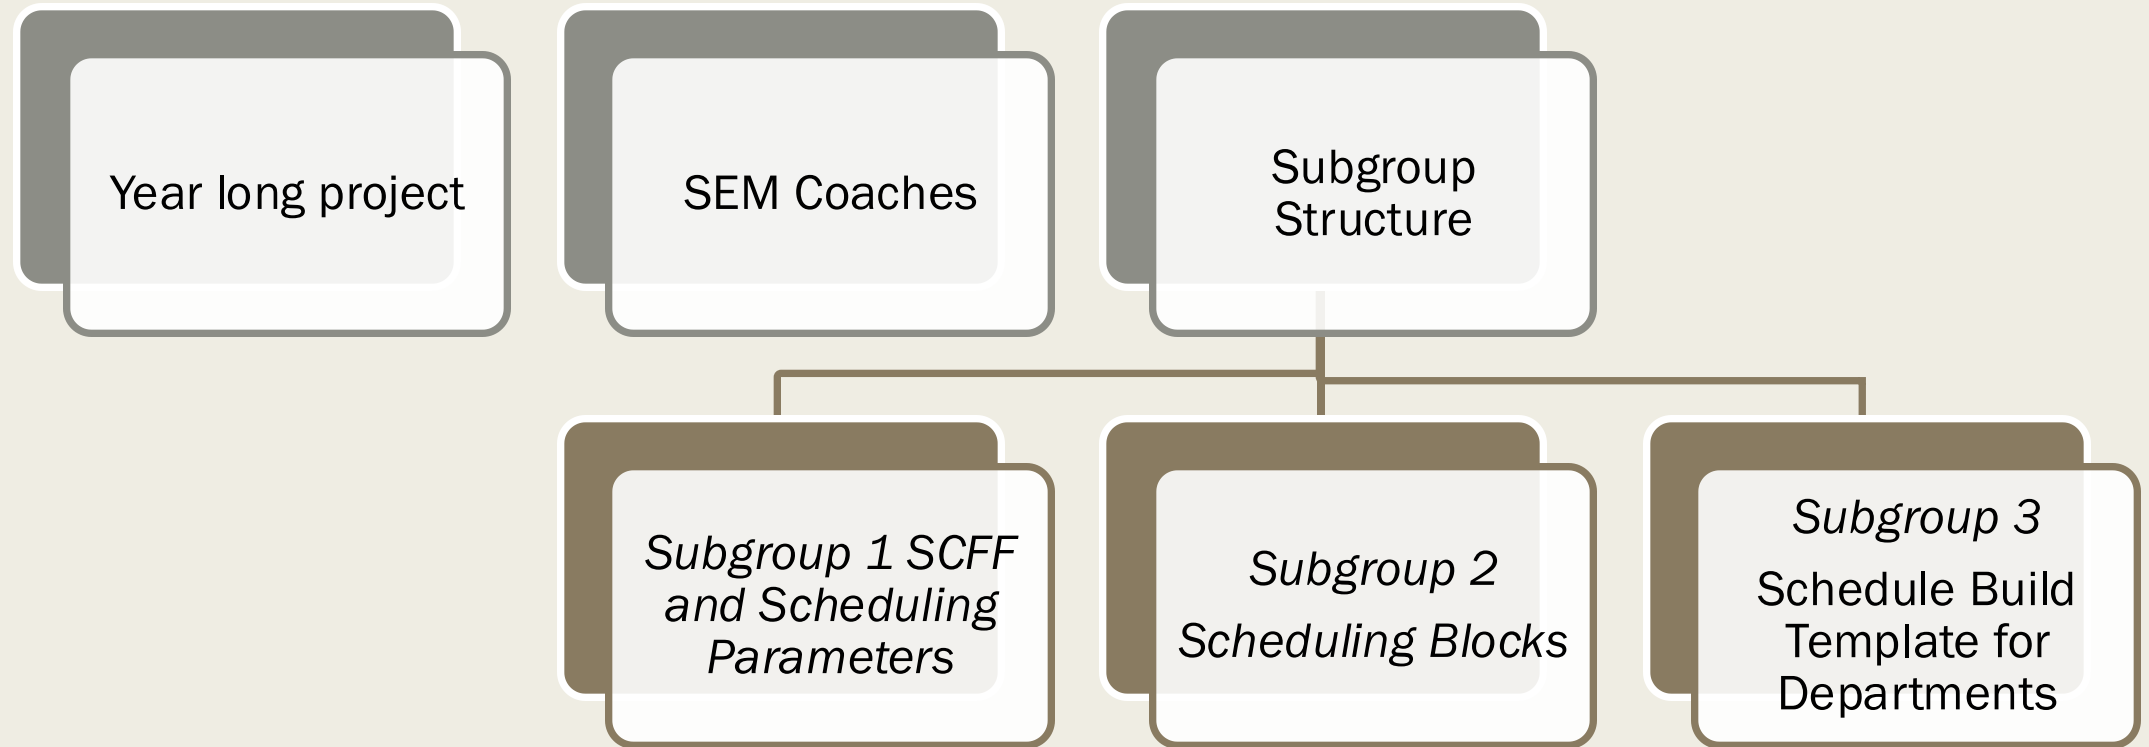 Year long project
SEM Coaches
Subgroup
Structure
Subgroup 1 SCFF
and Scheduling
Parameters
Subgroup 2
Scheduling Blocks
Subgroup 3
Schedule Build
Template for
Departments